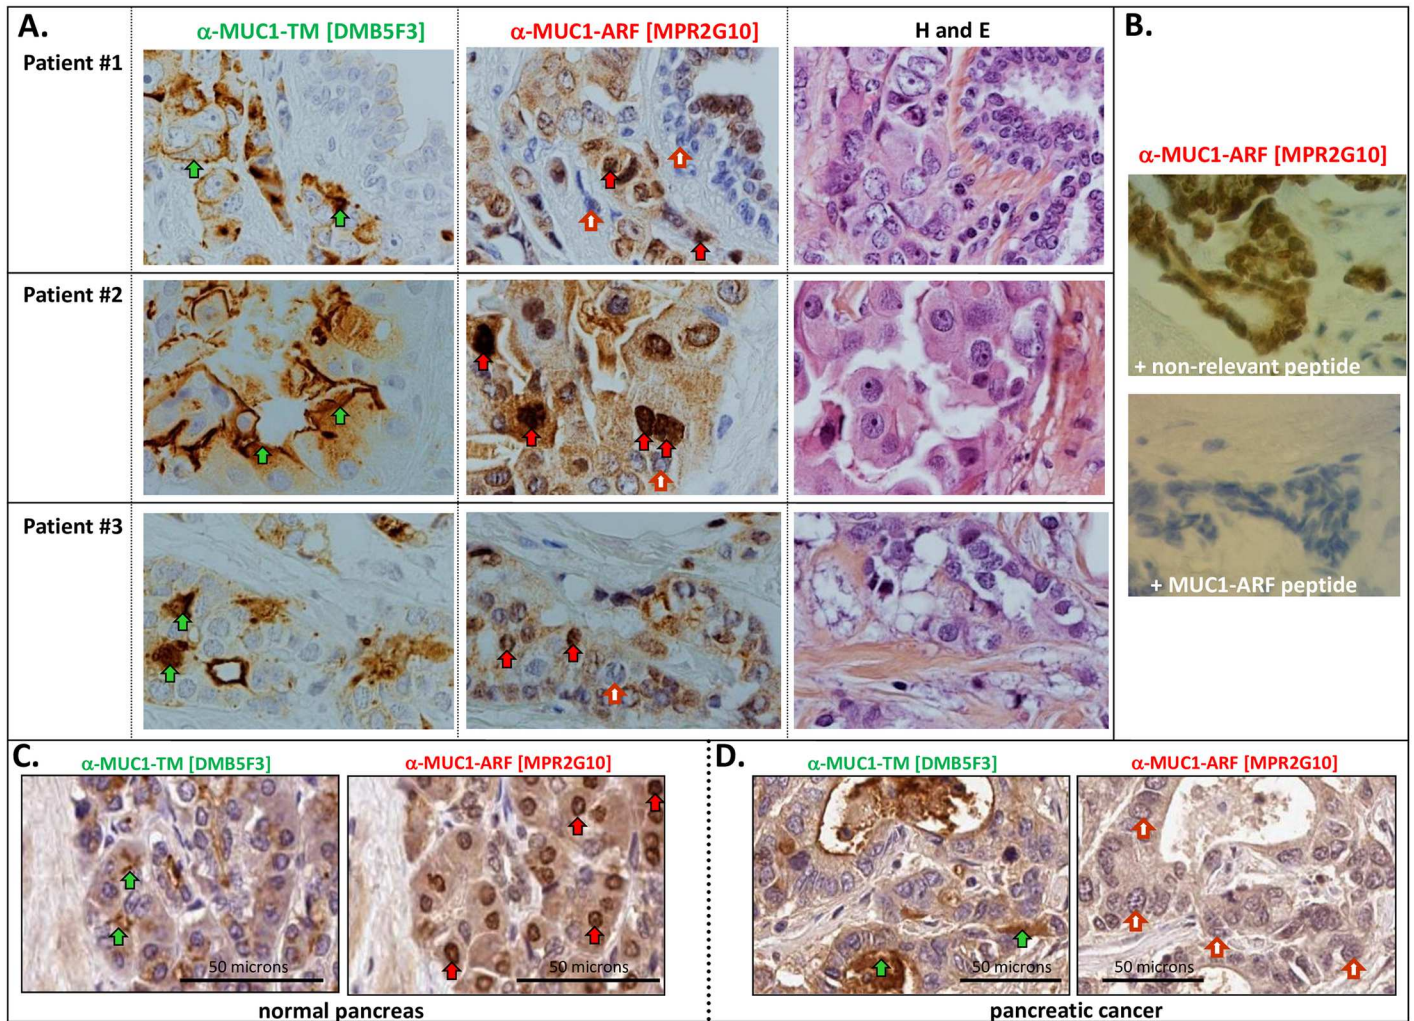 A.
α-MUC1-TM [DMB5F3]
α-MUC1-ARF [MPR2G10]
H and E
Patient #1
Patient #2
Patient #3
B.
α-MUC1-ARF [MPR2G10]
+ non-relevant peptide
+ MUC1-ARF peptide
C.
α-MUC1-TM [DMB5F3]
α-MUC1-ARF [MPR2G10]
50 microns
50 microns
normal pancreas
D.
α-MUC1-TM [DMB5F3]
α-MUC1-ARF [MPR2G10]
50 microns
50 microns
pancreatic cancer